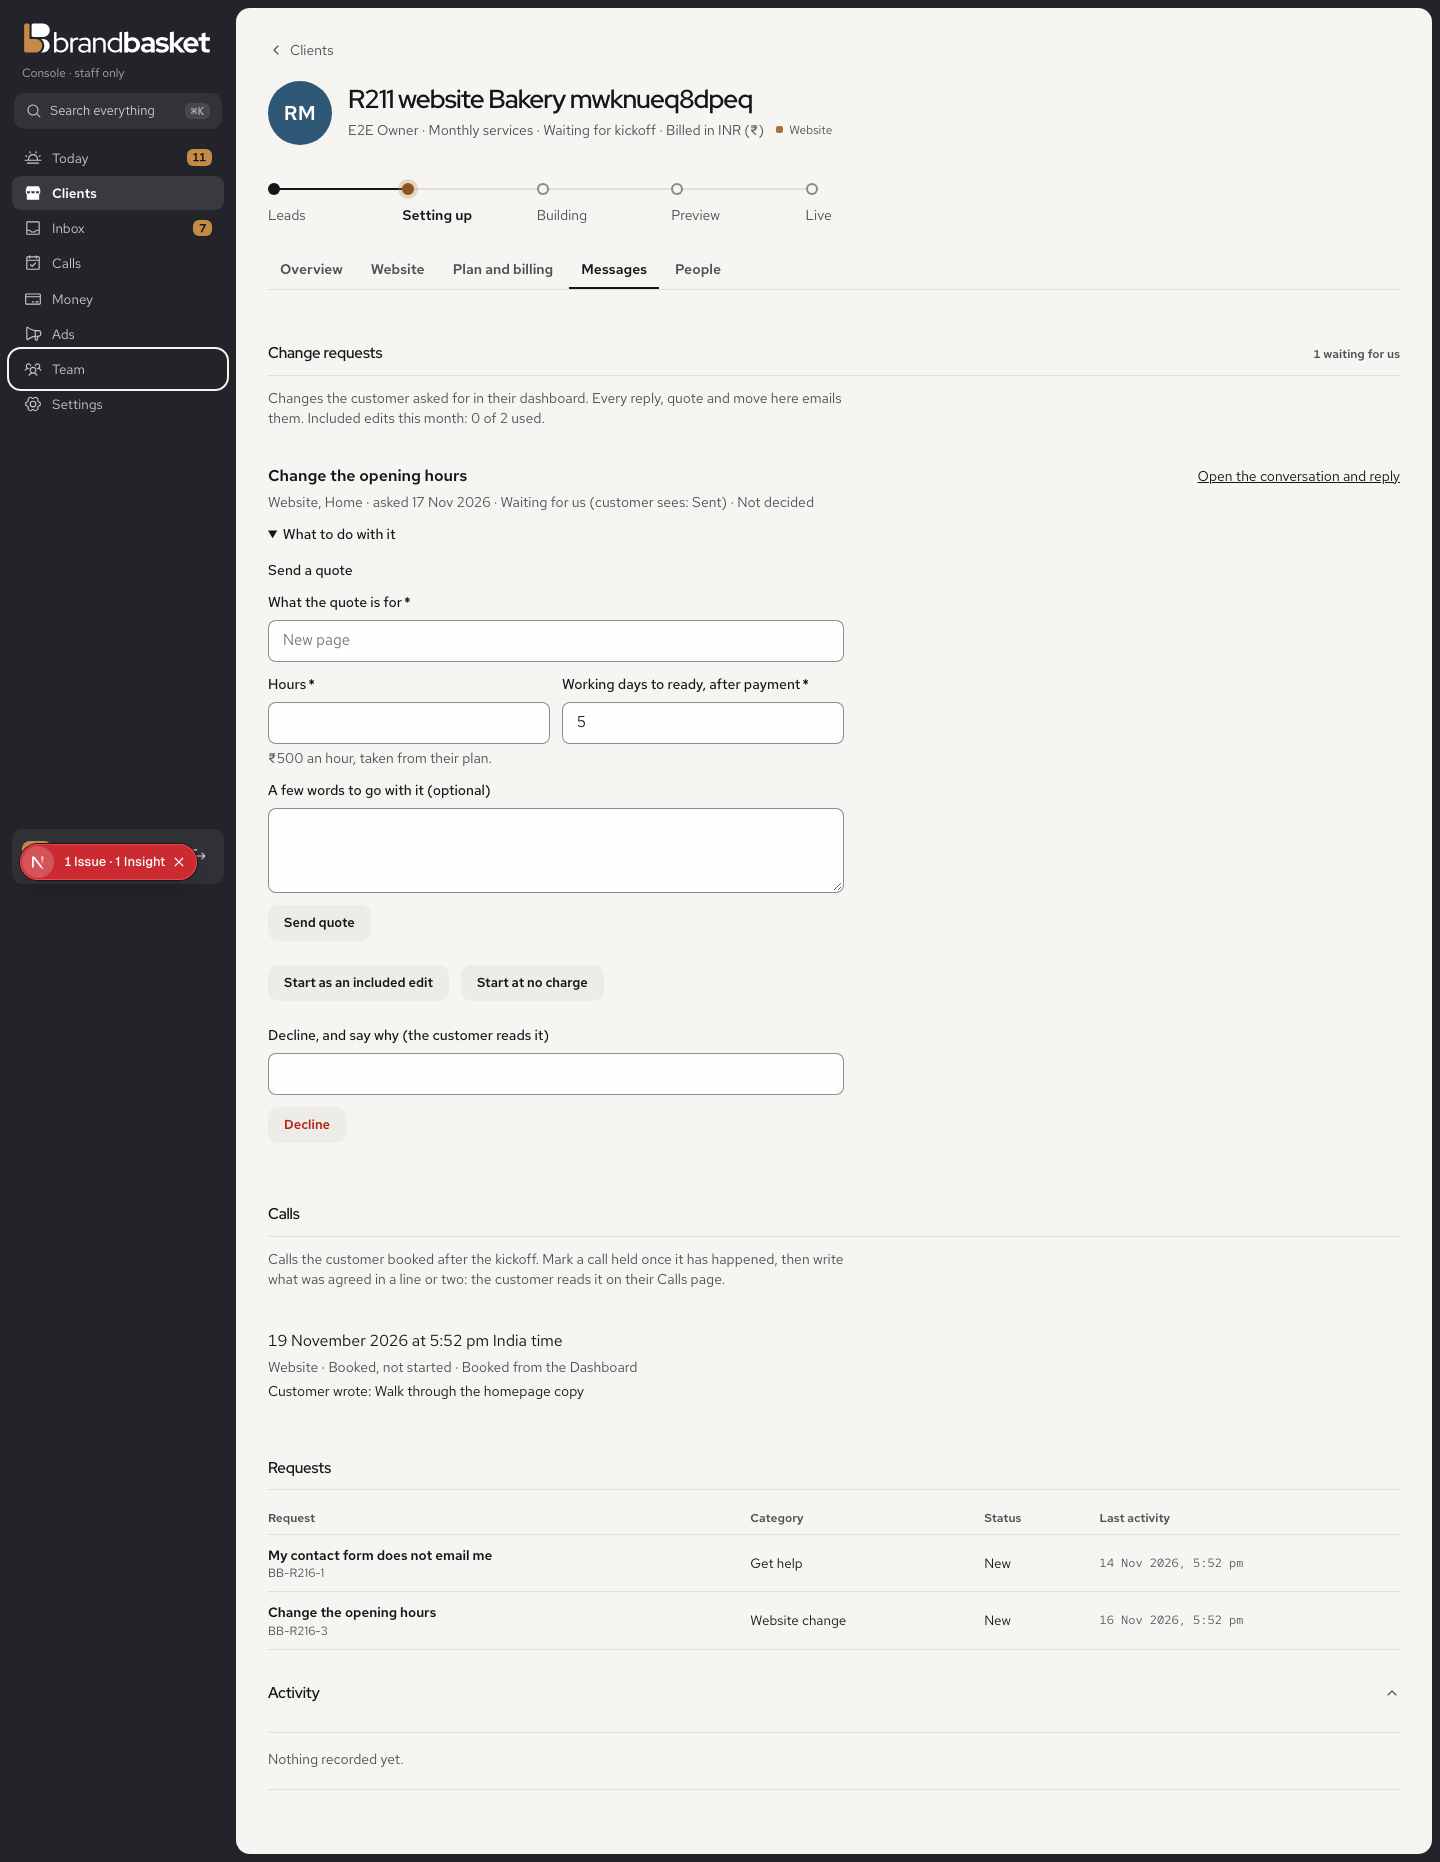 brandbasket
Console · staff only
Search everything ⌘K
Today 11
Clients
Inbox 7
Calls
Money
Ads
Team
Settings
1 Issue · 1 Insight
Clients
RM
R211 website Bakery mwknueq8dpeq
E2E Owner · Monthly services · Waiting for kickoff · Billed in INR (₹) Website
Leads Setting up Building Preview Live
Overview Website Plan and billing Messages People
Change requests 1 waiting for us
Changes the customer asked for in their dashboard. Every reply, quote and move here emails
them. Included edits this month: 0 of 2 used.
Change the opening hours Open the conversation and reply
Website, Home · asked 17 Nov 2026 · Waiting for us (customer sees: Sent) · Not decided
What to do with it
Send a quote
What the quote is for *
New page
Hours * Working days to ready, after payment *
5
₹500 an hour, taken from their plan.
A few words to go with it (optional)
Send quote
Start as an included edit Start at no charge
Decline, and say why (the customer reads it)
Decline
Calls
Calls the customer booked after the kickoff. Mark a call held once it has happened, then write
what was agreed in a line or two: the customer reads it on their Calls page.
19 November 2026 at 5:52 pm India time
Website · Booked, not started · Booked from the Dashboard
Customer wrote: Walk through the homepage copy
Requests
Request Category Status Last activity
My contact form does not email me Get help New 14 Nov 2026, 5:52 pm
BB-R216-1
Change the opening hours Website change New 16 Nov 2026, 5:52 pm
BB-R216-3
Activity
Nothing recorded yet.